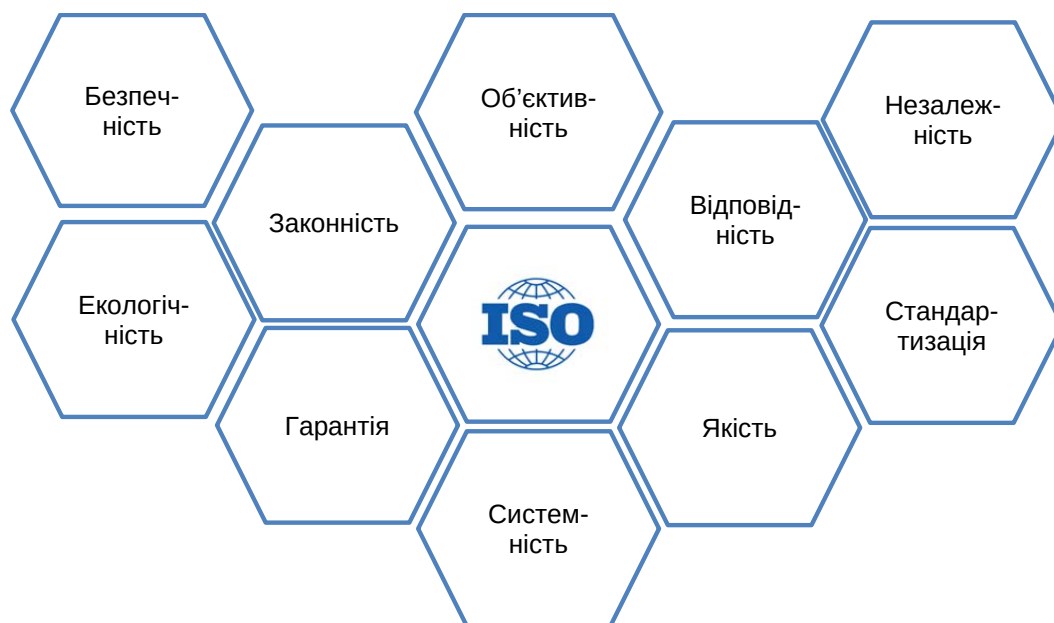 Безпеч-
ність
Об’єктив-
ність
Незалеж-
ність
Законність
Відповід-
ність
Екологіч-
ність
ISO
Стандар-
тизація
Гарантія
Якість
Систем-
ність